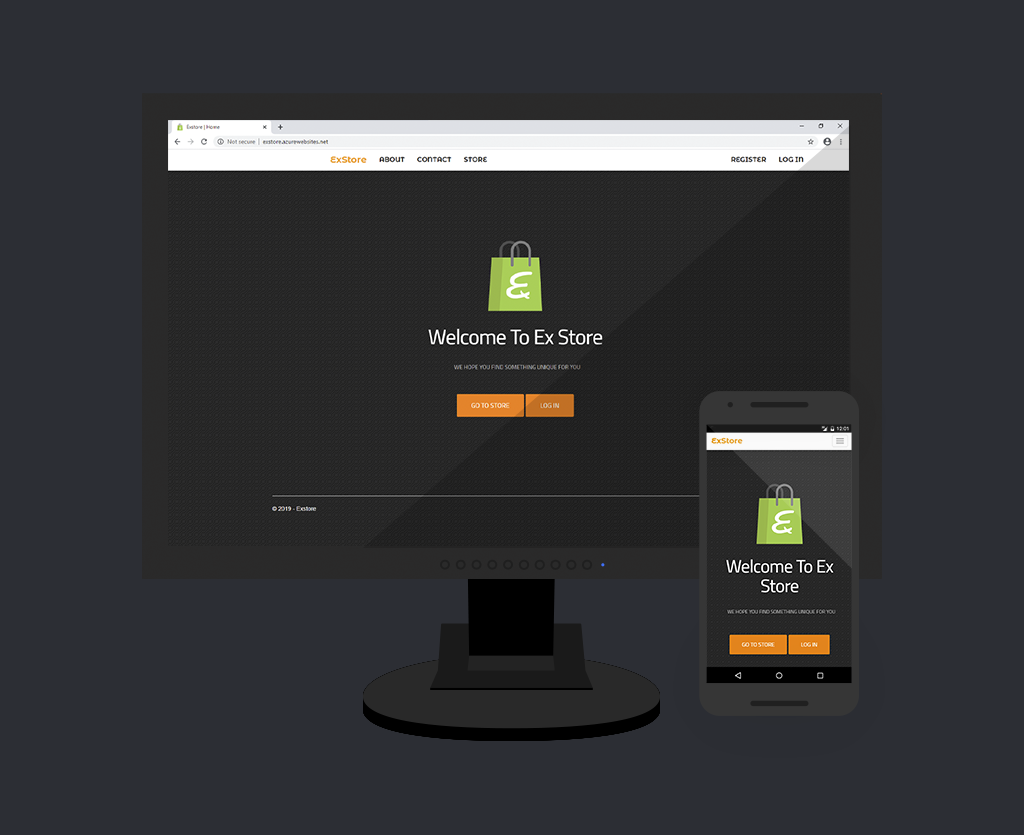 Exstore | Home
Not secure | exstore.azurewebsites.net
ExStore ABOUT CONTACT STORE REGISTER LOG IN
Ex
Welcome To Ex Store
WE HOPE YOU FIND SOMETHING UNIQUE FOR YOU
GO TO STORE LOG IN
© 2019 - Exstore
12:01
ExStore
Ex
Welcome To Ex
Store
WE HOPE YOU FIND SOMETHING UNIQUE FOR YOU
GO TO STORE LOG IN